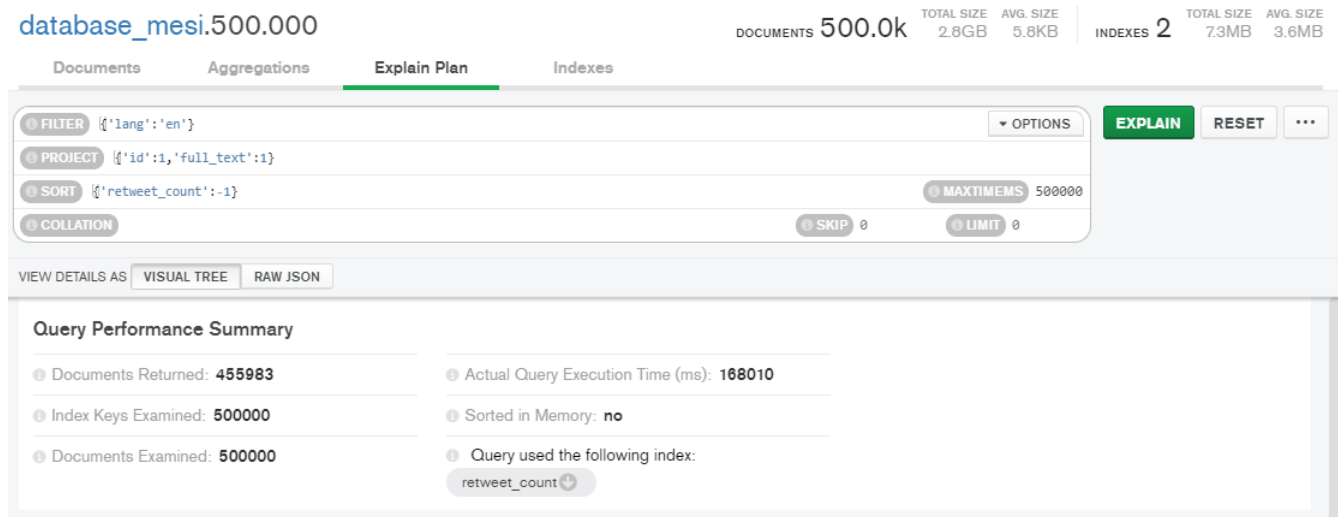 database_mesi.500.000
DOCUMENTS 500.0k TOTAL SIZE 2.8GB AVG. SIZE 5.8KB INDEXES 2 TOTAL SIZE 7.3MB AVG. SIZE 3.6MB
Documents Aggregations Explain Plan Indexes
FILTER {'lang':'en'} OPTIONS EXPLAIN RESET ...
PROJECT {'id':1,'full_text':1}
SORT {'retweet_count':-1} MAXTIMEMS 500000
COLLATION SKIP 0 LIMIT 0
VIEW DETAILS AS VISUAL TREE RAW JSON
Query Performance Summary
Documents Returned: 455983 Actual Query Execution Time (ms): 168010
Index Keys Examined: 500000 Sorted in Memory: no
Documents Examined: 500000 Query used the following index:
retweet_count